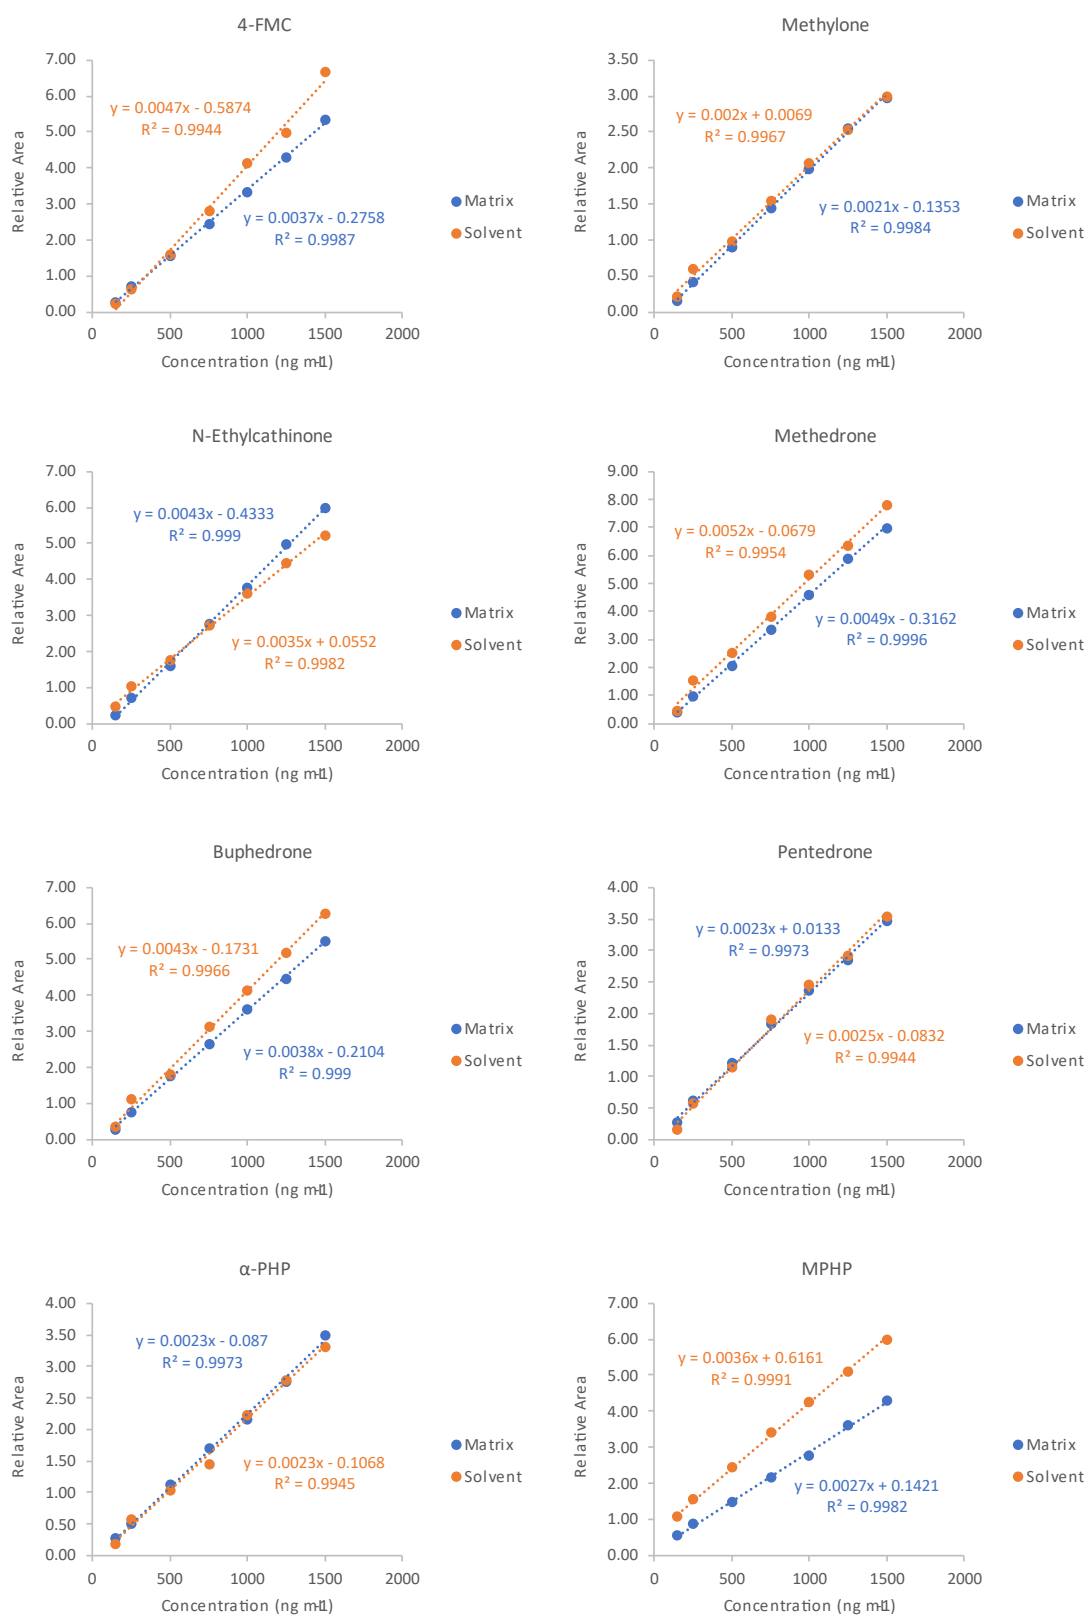 4-FMC
7.00
6.00
5.00
4.00
3.00
2.00
1.00
0.00
Relative Area
y = 0.0047x - 0.5874
R² = 0.9944
y = 0.0037x - 0.2758
R² = 0.9987
0 500 1000 1500 2000
Concentration (ng ml-1)
Matrix
Solvent
Methylone
3.50
3.00
2.50
2.00
1.50
1.00
0.50
0.00
Relative Area
y = 0.002x + 0.0069
R² = 0.9967
y = 0.0021x - 0.1353
R² = 0.9984
0 500 1000 1500 2000
Concentration (ng ml-1)
Matrix
Solvent
N-Ethylcathinone
7.00
6.00
5.00
4.00
3.00
2.00
1.00
0.00
Relative Area
y = 0.0043x - 0.4333
R² = 0.999
y = 0.0035x + 0.0552
R² = 0.9982
0 500 1000 1500 2000
Concentration (ng ml-1)
Matrix
Solvent
Methedrone
9.00
8.00
7.00
6.00
5.00
4.00
3.00
2.00
1.00
0.00
Relative Area
y = 0.0052x - 0.0679
R² = 0.9954
y = 0.0049x - 0.3162
R² = 0.9996
0 500 1000 1500 2000
Concentration (ng ml-1)
Matrix
Solvent
Buphedrone
7.00
6.00
5.00
4.00
3.00
2.00
1.00
0.00
Relative Area
y = 0.0043x - 0.1731
R² = 0.9966
y = 0.0038x - 0.2104
R² = 0.999
0 500 1000 1500 2000
Concentration (ng ml-1)
Matrix
Solvent
Pentedrone
4.00
3.50
3.00
2.50
2.00
1.50
1.00
0.50
0.00
Relative Area
y = 0.0023x + 0.0133
R² = 0.9973
y = 0.0025x - 0.0832
R² = 0.9944
0 500 1000 1500 2000
Concentration (ng ml-1)
Matrix
Solvent
α-PHP
4.00
3.50
3.00
2.50
2.00
1.50
1.00
0.50
0.00
Relative Area
y = 0.0023x - 0.087
R² = 0.9973
y = 0.0023x - 0.1068
R² = 0.9945
0 500 1000 1500 2000
Concentration (ng ml-1)
Matrix
Solvent
MPHP
7.00
6.00
5.00
4.00
3.00
2.00
1.00
0.00
Relative Area
y = 0.0036x + 0.6161
R² = 0.9991
y = 0.0027x + 0.1421
R² = 0.9982
0 500 1000 1500 2000
Concentration (ng ml-1)
Matrix
Solvent